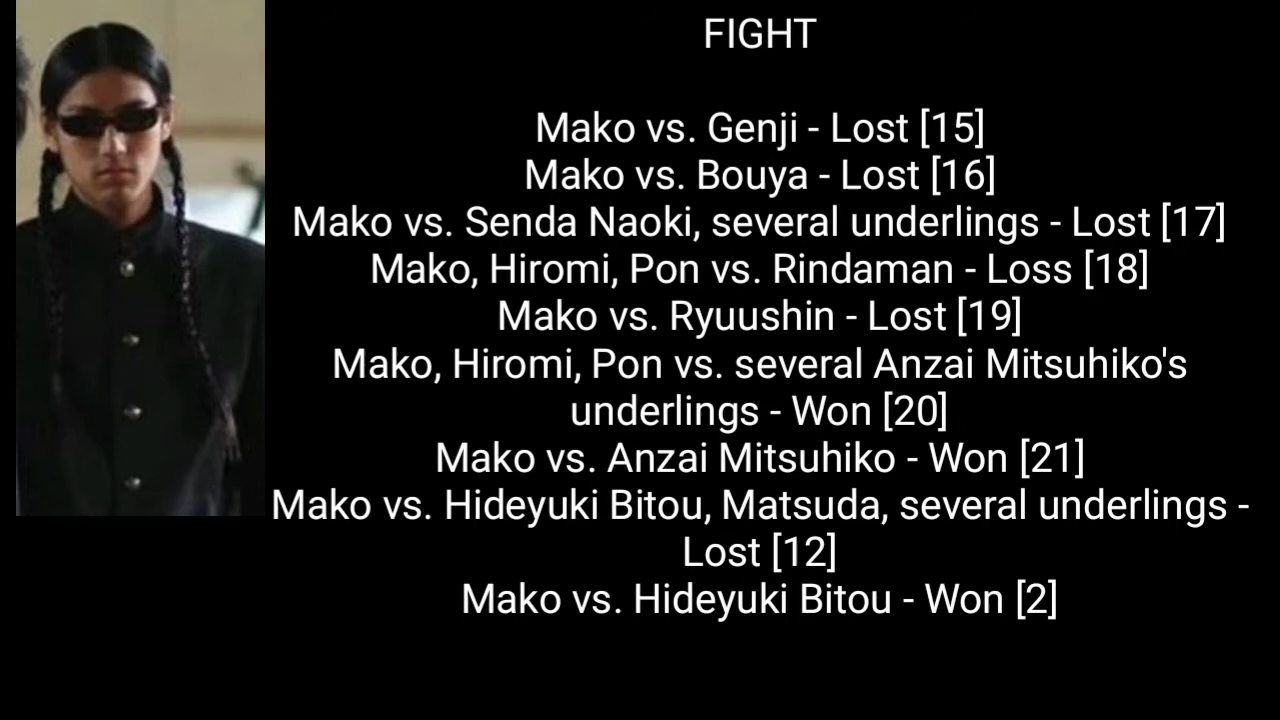 FIGHT
Mako vs. Genji - Lost [15]
Mako vs. Bouya - Lost [16]
Mako vs. Senda Naoki, several underlings - Lost [17]
Mako, Hiromi, Pon vs. Rindaman - Loss [18]
Mako vs. Ryuushin - Lost [19]
Mako, Hiromi, Pon vs. several Anzai Mitsuhiko's
underlings - Won [20]
Mako vs. Anzai Mitsuhiko - Won [21]
Mako vs. Hideyuki Bitou, Matsuda, several underlings -
Lost [12]
Mako vs. Hideyuki Bitou - Won [2]